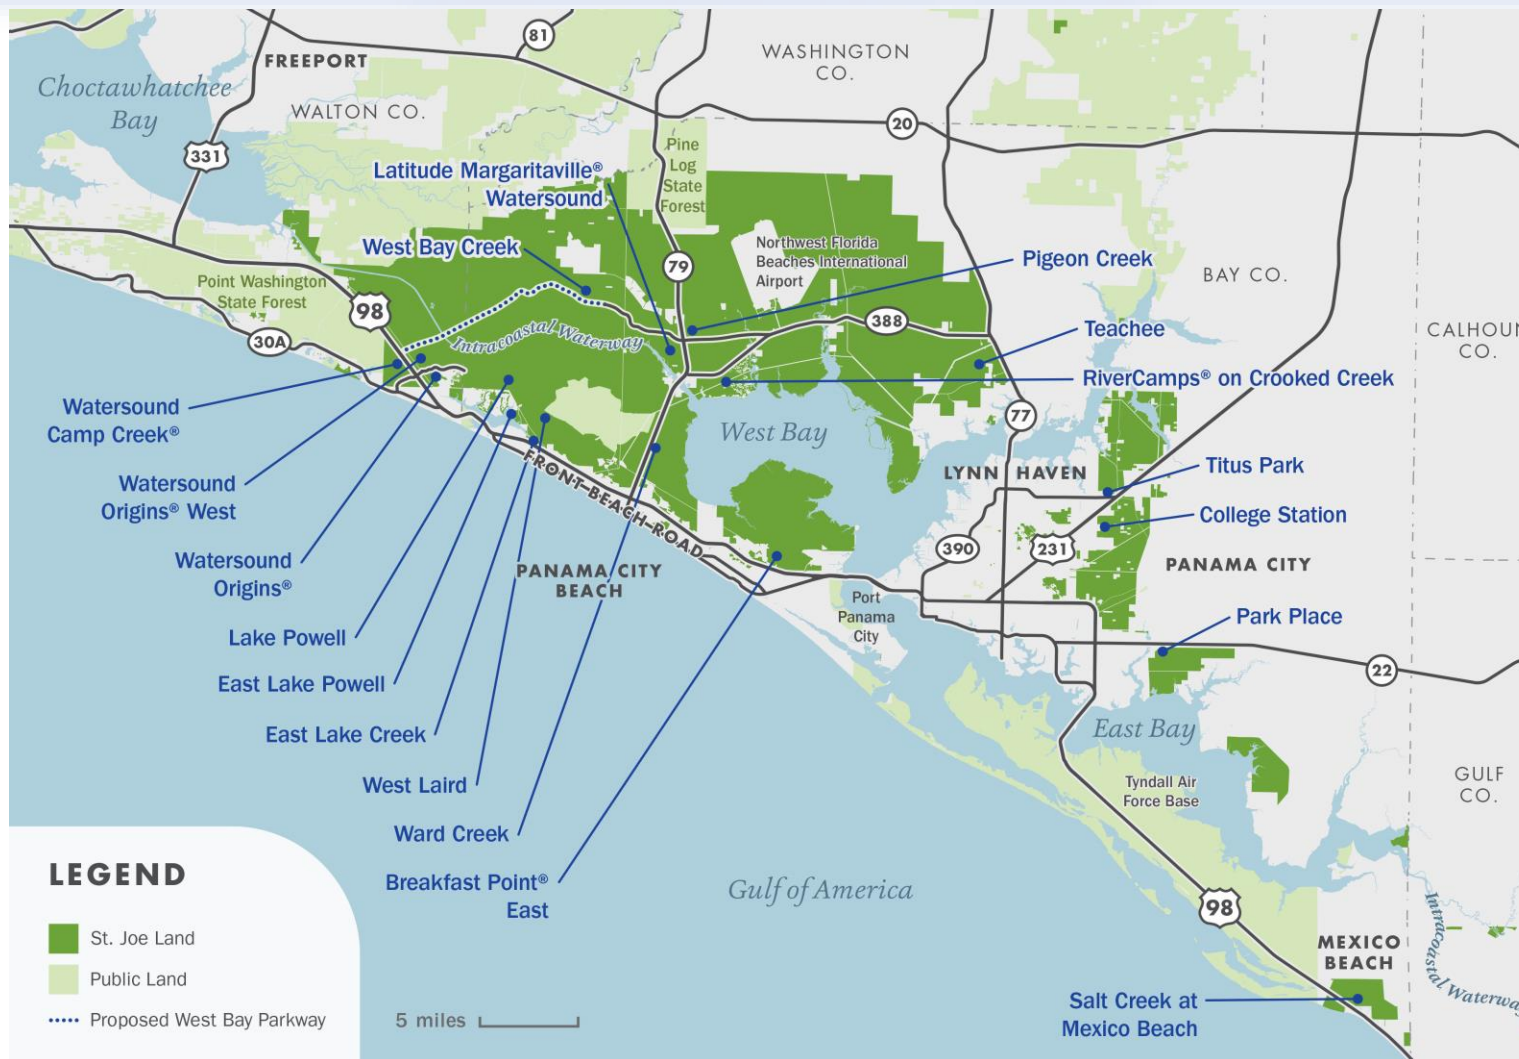 81
FREEPORT
WASHINGTON
CO.
Choctawhatchee
Bay
WALTON CO.
20
331
Pine
Log
State
Forest
Latitude Margaritaville®
Watersound
West Bay Creek
79
Northwest Florida
Beaches International
Airport
Pigeon Creek
BAY CO.
Point Washington
State Forest
98
30A
Intracoastal Waterway
388
Teachee
CALHOUN
CO.
RiverCamps® on Crooked Creek
Watersound
Camp Creek®
77
West Bay
LYNN HAVEN
Titus Park
Watersound
Origins® West
FRONT BEACH ROAD
College Station
390
231
PANAMA CITY
Watersound
Origins®
PANAMA CITY
BEACH
Port
Panama
City
Park Place
Lake Powell
22
East Lake Powell
East Lake Creek
East Bay
West Laird
Tyndall Air
Force Base
GULF
CO.
Ward Creek
Breakfast Point®
East
Gulf of America
98
MEXICO
BEACH
Intracoastal Waterway
Salt Creek at
Mexico Beach
LEGEND
St. Joe Land
Public Land
Proposed West Bay Parkway
5 miles